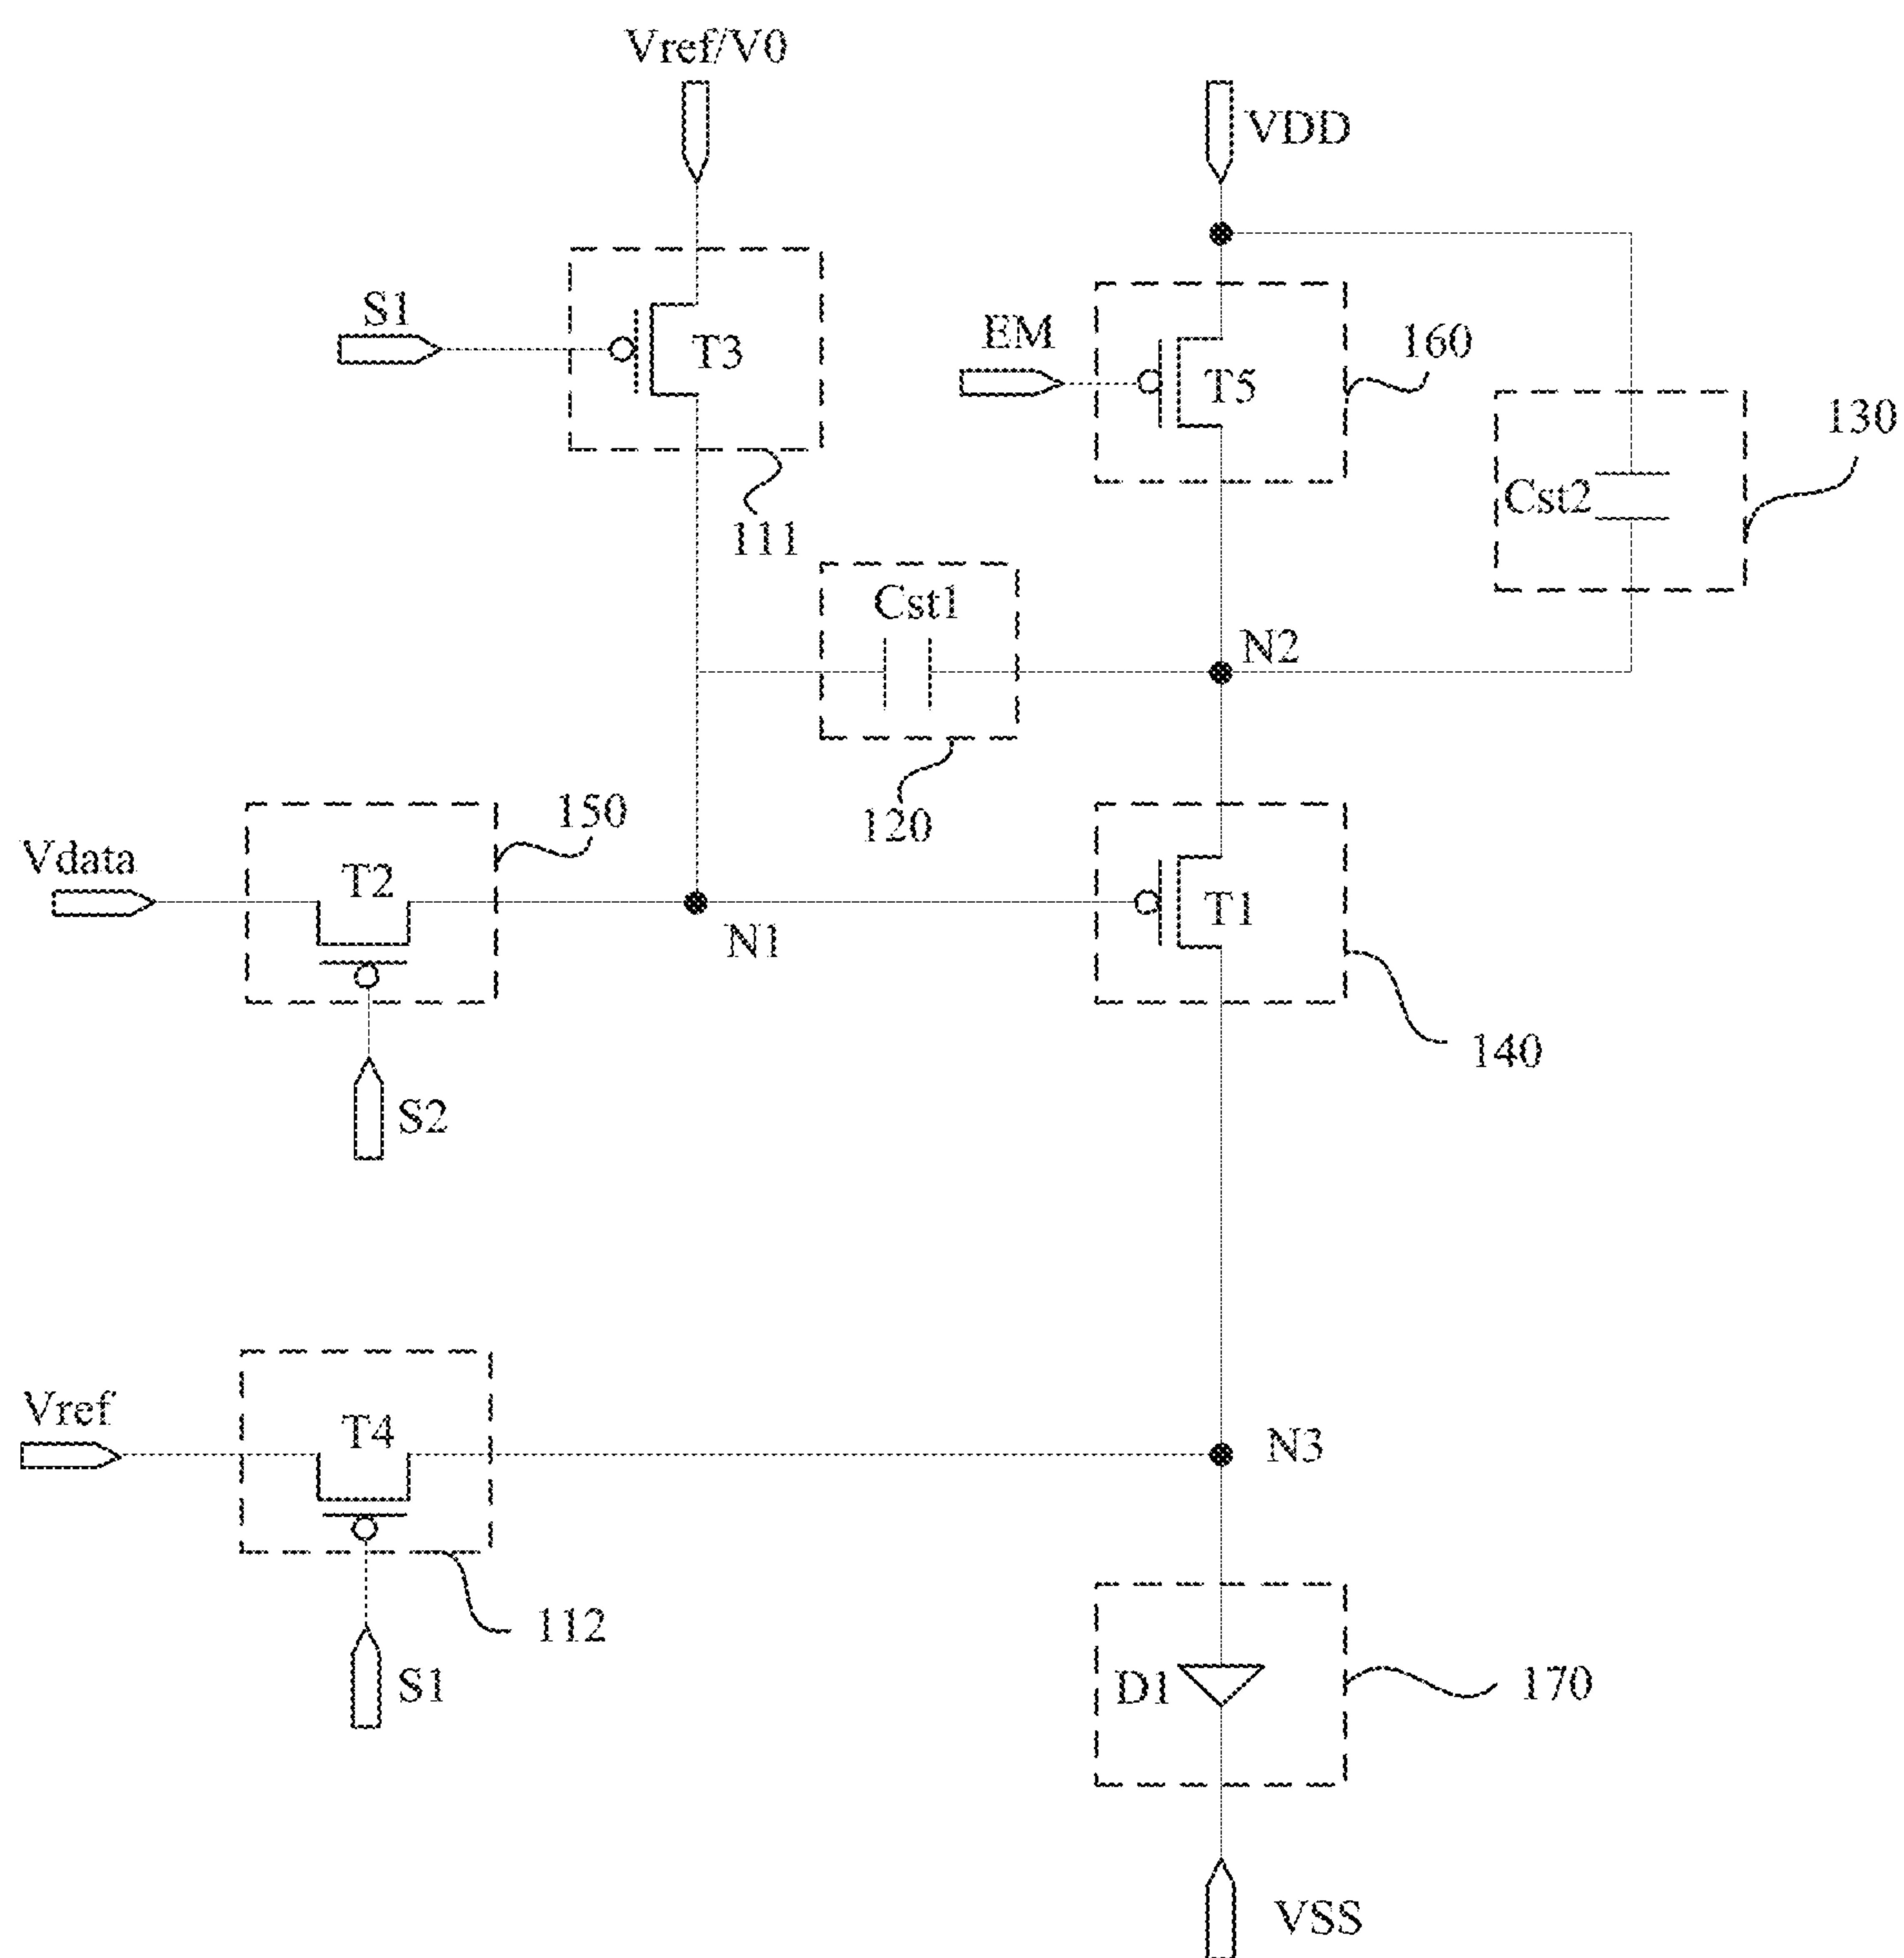 Vref/V0
VDD
S1
T3
EM
T5
160
130
Cst2
111
Cst1
N2
120
150
Vdata
T2
N1
T1
140
S2
Vref
T4
N3
112
S1
D1
170
VSS